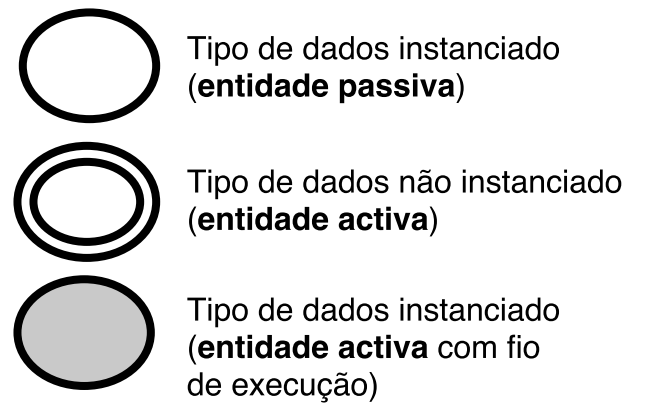 Tipo de dados instanciado
(entidade passiva)
Tipo de dados não instanciado
(entidade activa)
Tipo de dados instanciado
(entidade activa com fio
de execução)